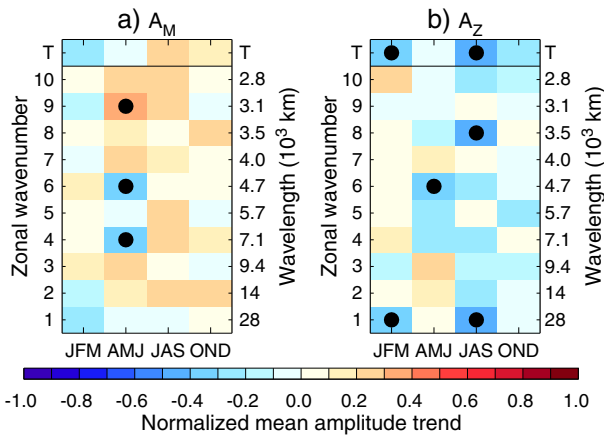 a) A_M b) A_Z
T T T T
10 2.8 10 2.8
9 3.1 9 3.1
8 3.5 8 3.5
7 4.0 7 4.0
6 4.7 6 4.7
5 5.7 5 5.7
4 7.1 4 7.1
3 9.4 3 9.4
2 14 2 14
1 28 1 28
Zonal wavenumber
Wavelength (10³ km)
Zonal wavenumber
Wavelength (10³ km)
JFM AMJ JAS OND JFM AMJ JAS OND
-1.0 -0.8 -0.6 -0.4 -0.2 0.0 0.2 0.4 0.6 0.8 1.0
Normalized mean amplitude trend